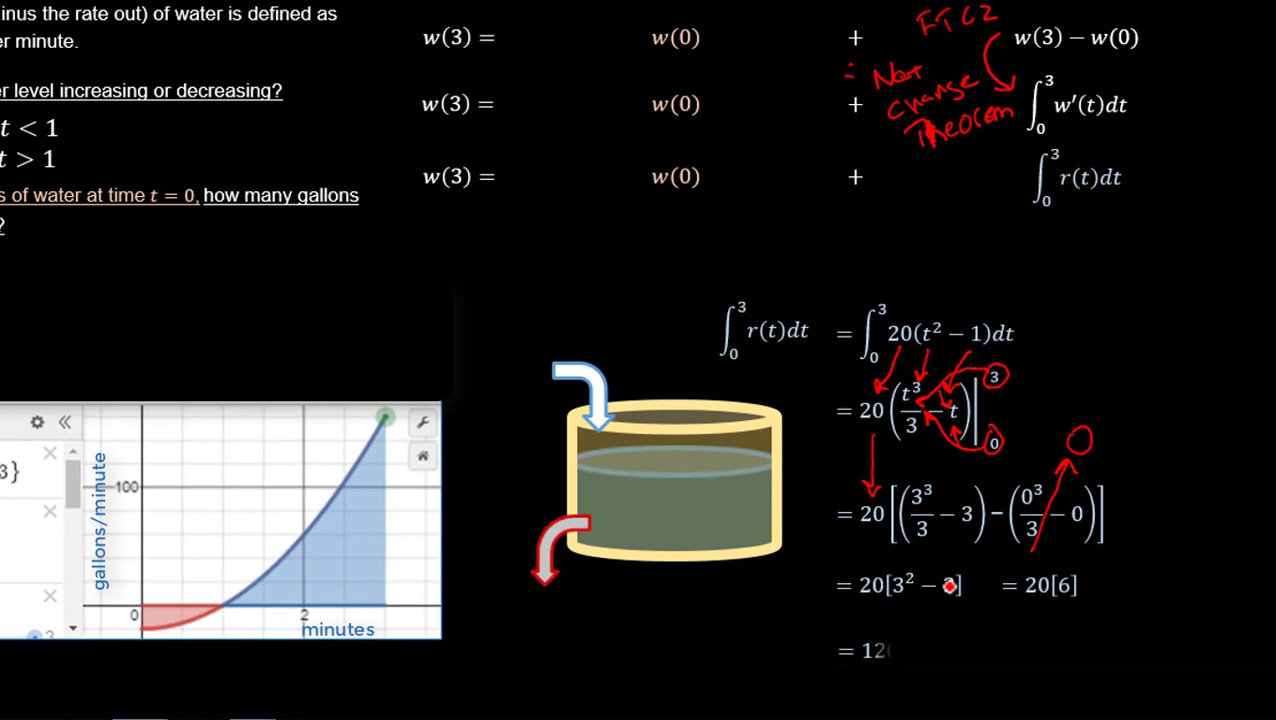 inus the rate out) of water is defined as
er minute.
er level increasing or decreasing?
t < 1
t > 1
s of water at time t = 0, how many gallons
?
w(3) = w(0) + w(3) − w(0)
w(3) = w(0) + ∫₀³ w′(t)dt
w(3) = w(0) + ∫₀³ r(t)dt
FTC2
= Net
Change
Theorem
∫₀³ r(t)dt = ∫₀³ 20(t² − 1)dt
= 20(t³/3 − t)|₀³
0
= 20[(3³/3 − 3) − (0³/3 − 0)]
= 20[3² − ] = 20[6]
= 12
3}
gallons/minute
100
0
2
minutes
3